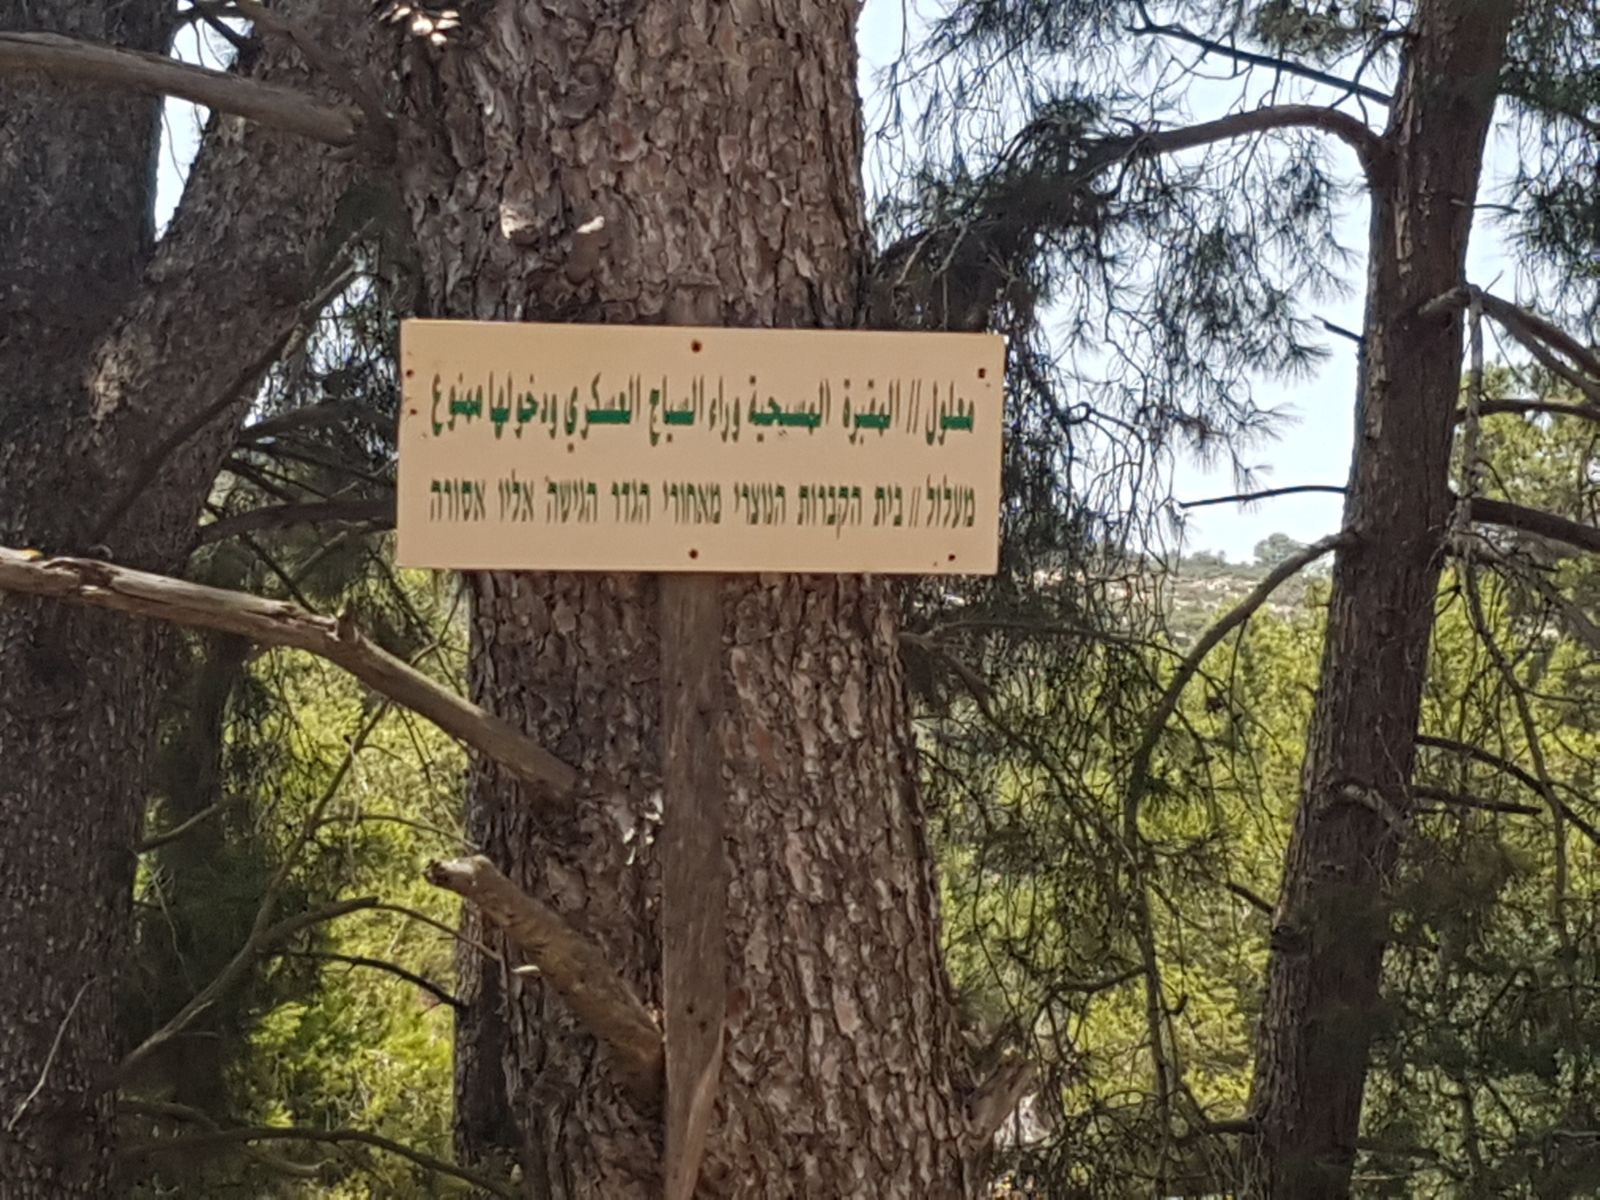 معلول // المقبرة المسيحية وراء السياج العسكري ودخولها ممنوع
מעלול // בית הקברות הנוצרי מאחורי הגדר הגישה אליו אסורה